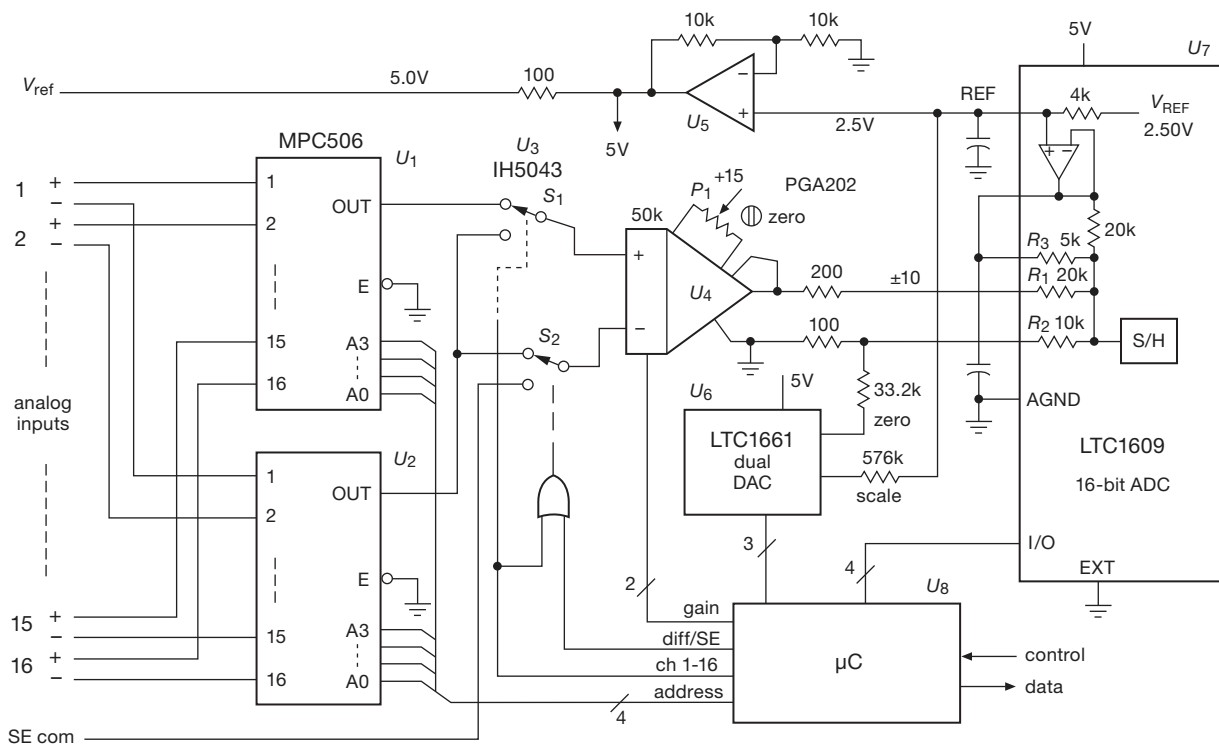 10k 10k
5V
U7
Vref 5.0V 100
REF 4k VREF 2.50V
U5 2.5V
5V
MPC506 U1
U3 IH5043
S1
P1 +15 PGA202
zero
1 + −
2 + −
1
2
OUT
E
15
16
A3
A0
50k
+
−
U4
200 ±10
100
20k
R3 5k
R1 20k
R2 10k
S/H
S2
+
−
+
−
analog inputs
U2
1
2
OUT
E
15
16
A3
A0
15 + −
16 + −
SE com
U6 5V
LTC1661
dual
DAC
33.2k
zero
576k
scale
AGND
LTC1609
16-bit ADC
I/O
EXT
3
4
2
4
U8
gain
diff/SE
ch 1-16
address
µC
control
data